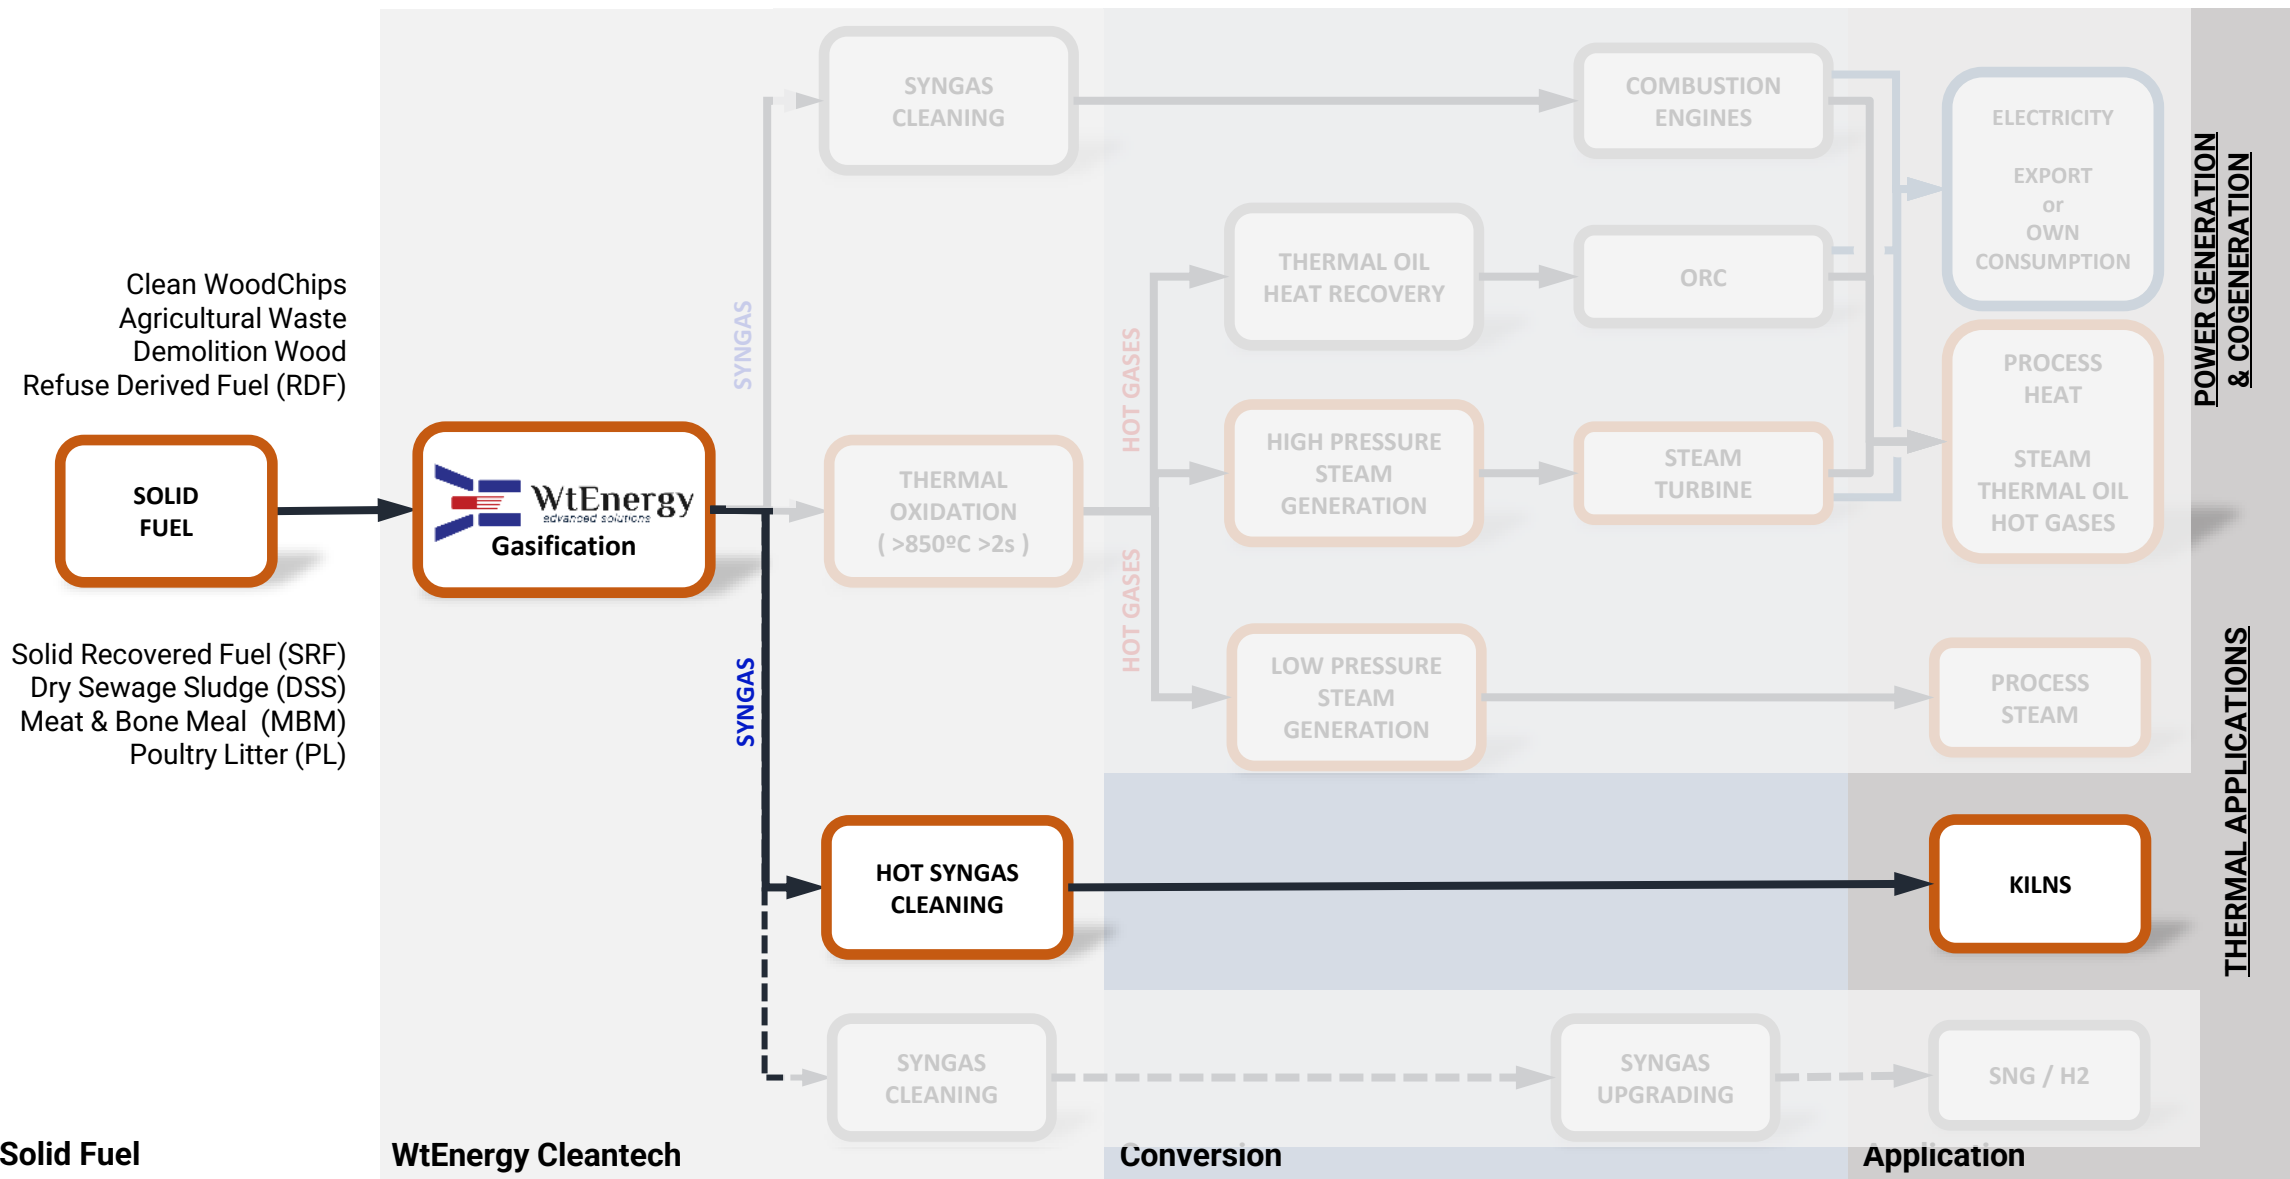 Clean WoodChips
Agricultural Waste
Demolition Wood
Refuse Derived Fuel (RDF)
SOLID
FUEL
Solid Recovered Fuel (SRF)
Dry Sewage Sludge (DSS)
Meat & Bone Meal  (MBM)
Poultry Litter (PL)
Solid Fuel
WtEnergy
advanced solutions
Gasification
SYNGAS
SYNGAS
SYNGAS
CLEANING
THERMAL
OXIDATION
( >850ºC >2s )
HOT SYNGAS
CLEANING
SYNGAS
CLEANING
WtEnergy Cleantech
HOT GASES
HOT GASES
THERMAL OIL
HEAT RECOVERY
HIGH PRESSURE
STEAM
GENERATION
LOW PRESSURE
STEAM
GENERATION
COMBUSTION
ENGINES
ORC
STEAM
TURBINE
SYNGAS
UPGRADING
Conversion
ELECTRICITY
EXPORT
or
OWN
CONSUMPTION
PROCESS
HEAT
STEAM
THERMAL OIL
HOT GASES
PROCESS
STEAM
KILNS
SNG / H2
Application
POWER GENERATION
& COGENERATION
THERMAL APPLICATIONS